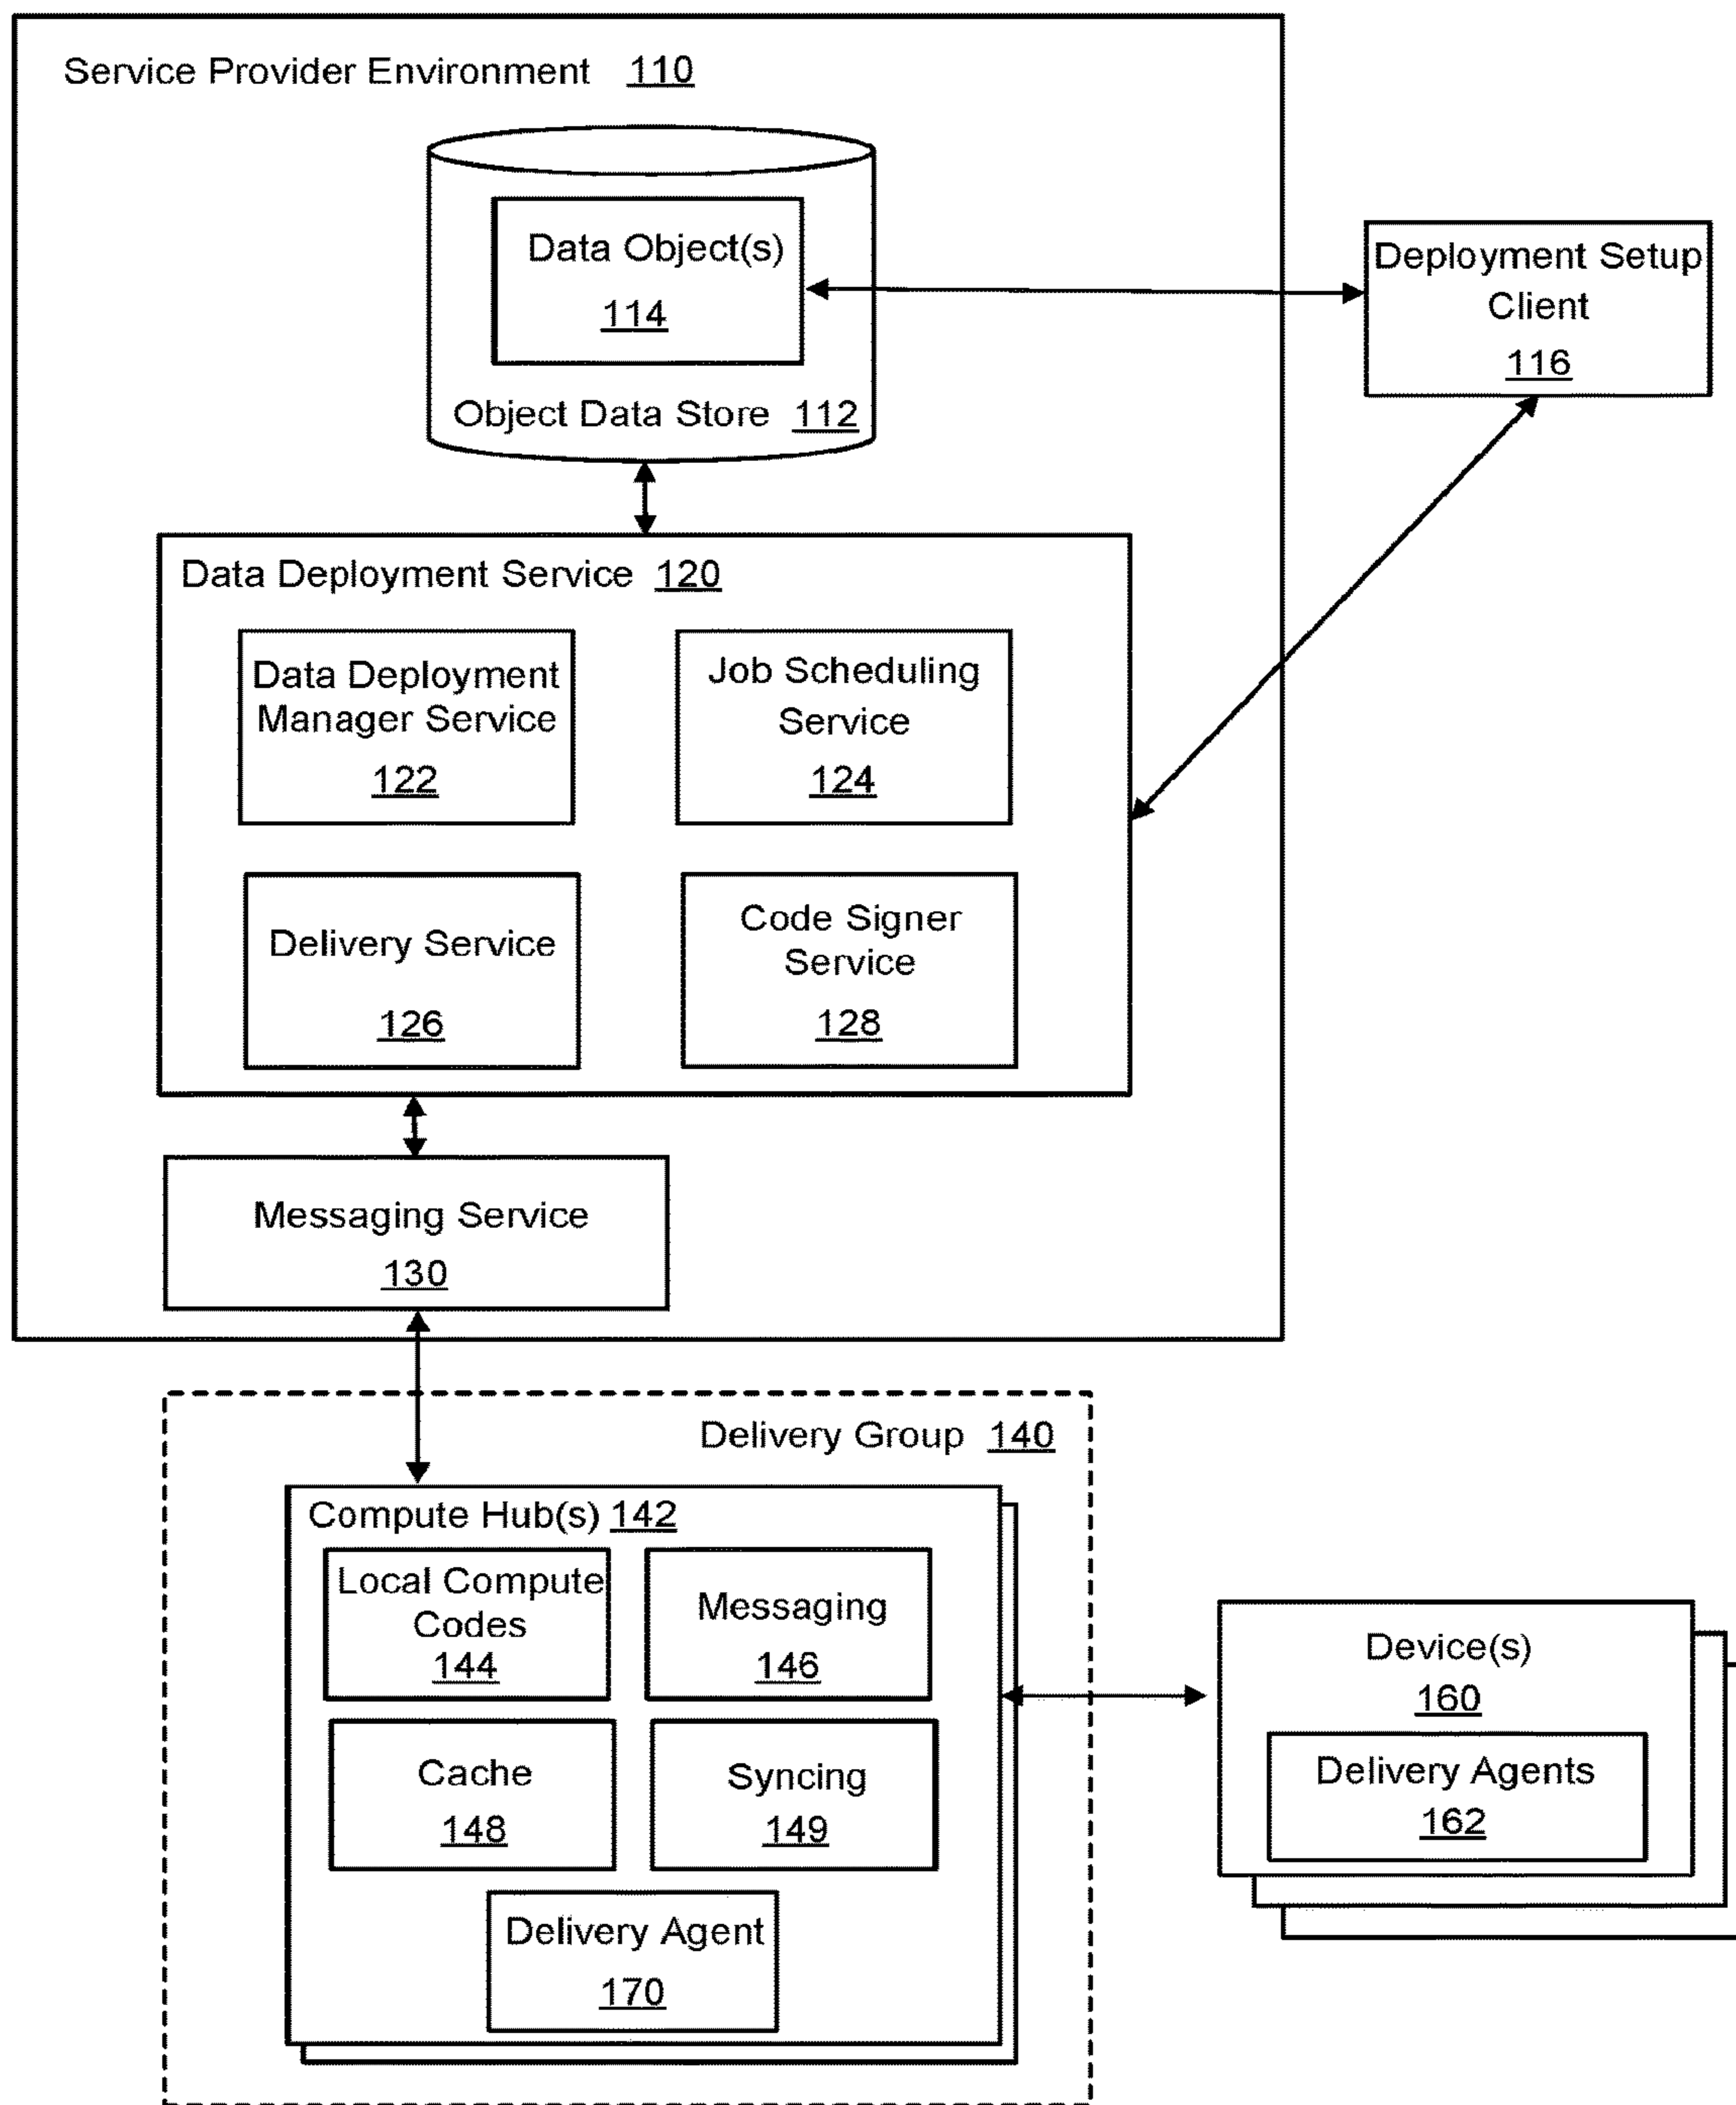 Service Provider Environment 110
Data Object(s)
114
Object Data Store 112
Deployment Setup
Client
116
Data Deployment Service 120
Data Deployment
Manager Service
122
Job Scheduling
Service
124
Delivery Service
126
Code Signer
Service
128
Messaging Service
130
Delivery Group 140
Compute Hub(s) 142
Local Compute
Codes
144
Messaging
146
Cache
148
Syncing
149
Delivery Agent
170
Device(s)
160
Delivery Agents
162